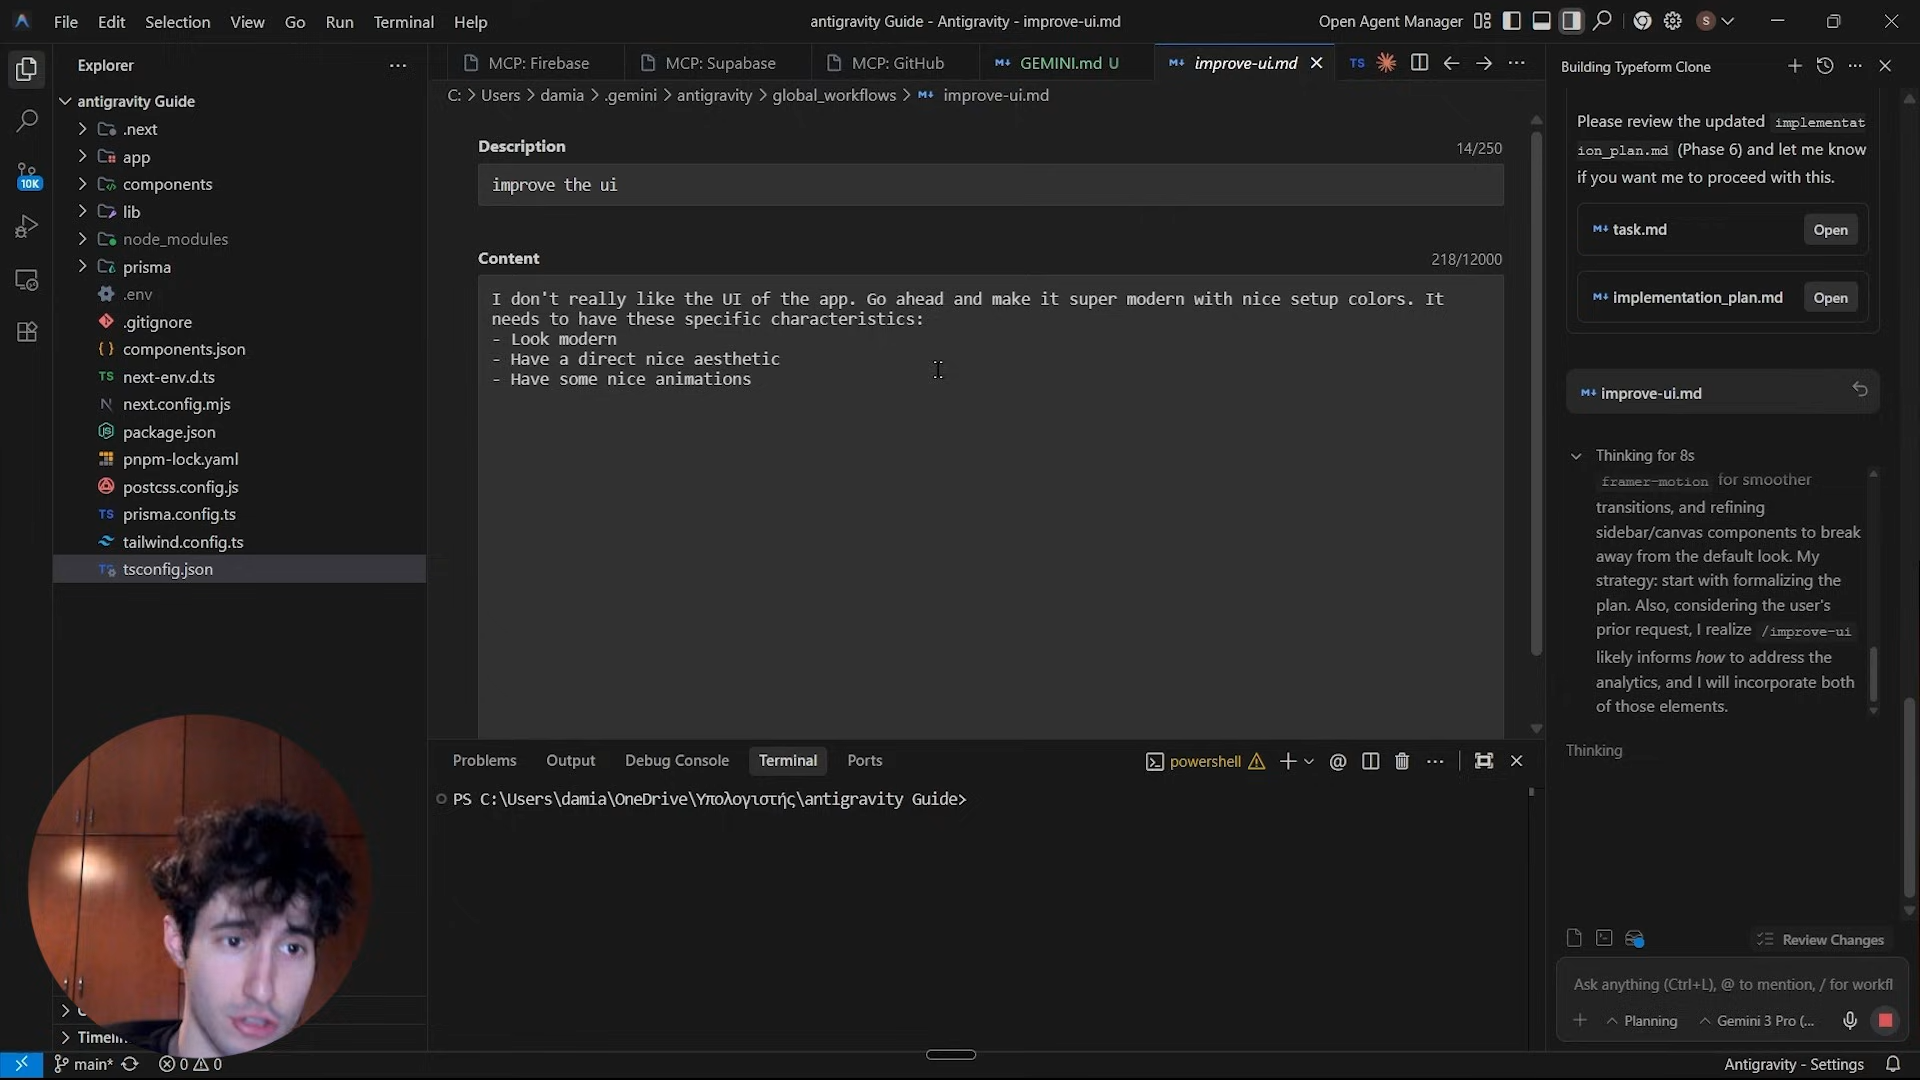 File Edit Selection View Go Run Terminal Help
antigravity Guide - Antigravity - improve-ui.md
Open Agent Manager
S
Explorer
antigravity Guide
.next
app
components
lib
node_modules
prisma
.env
.gitignore
components.json
TS next-env.d.ts
N next.config.mjs
package.json
pnpm-lock.yaml
postcss.config.js
TS prisma.config.ts
tailwind.config.ts
TS tsconfig.json
Timelin
10K
MCP: Firebase
MCP: Supabase
MCP: GitHub
M↓ GEMINI.md U
M↓ improve-ui.md
TS
C: > Users > damia > .gemini > antigravity > global_workflows > M↓ improve-ui.md
Description
14/250
improve the ui
Content
218/12000
I don't really like the UI of the app. Go ahead and make it super modern with nice setup colors. It
needs to have these specific characteristics:
- Look modern
- Have a direct nice aesthetic
- Have some nice animations
Problems Output Debug Console Terminal Ports
powershell
PS C:\Users\damia\OneDrive\Υπολογιστής\antigravity Guide>
Building Typeform Clone
Please review the updated implementat
ion_plan.md (Phase 6) and let me know
if you want me to proceed with this.
M↓ task.md Open
M↓ implementation_plan.md Open
M↓ improve-ui.md
Thinking for 8s
framer-motion for smoother
transitions, and refining
sidebar/canvas components to break
away from the default look. My
strategy: start with formalizing the
plan. Also, considering the user's
prior request, I realize /improve-ui
likely informs how to address the
analytics, and I will incorporate both
of those elements.
Thinking
Review Changes
Ask anything (Ctrl+L), @ to mention, / for workfl
Planning
Gemini 3 Pro (...
main*
0 0
Antigravity - Settings